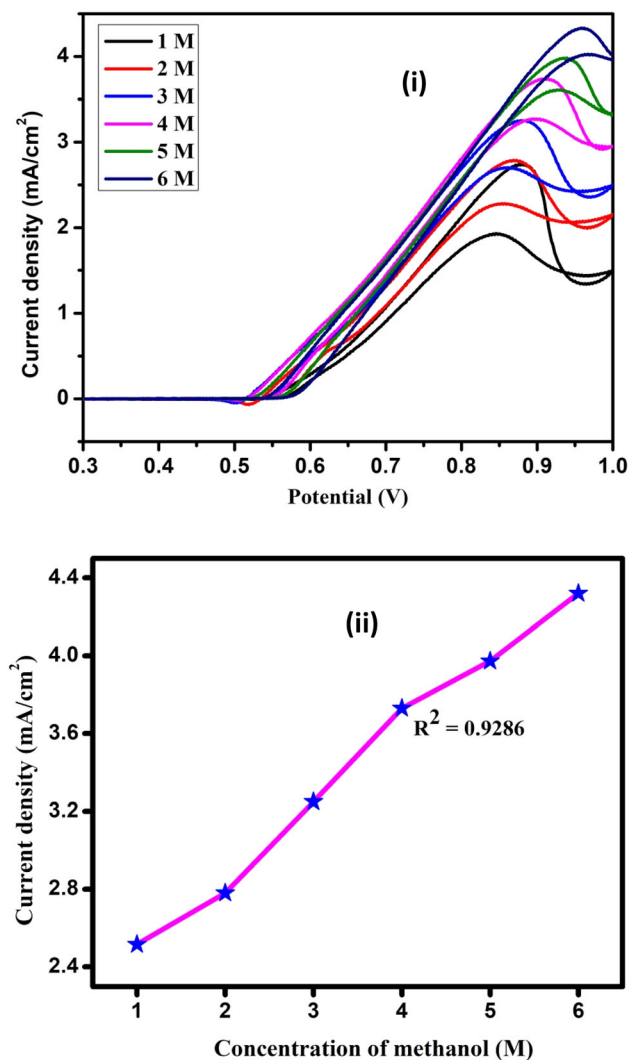 4
3
2
1
0
Current density (mA/cm²)
1 M
2 M
3 M
4 M
5 M
6 M
(i)
0.3 0.4 0.5 0.6 0.7 0.8 0.9 1.0
Potential (V)
4.4
4.0
3.6
3.2
2.8
2.4
Current density (mA/cm²)
(ii)
R² = 0.9286
1 2 3 4 5 6
Concentration of methanol (M)